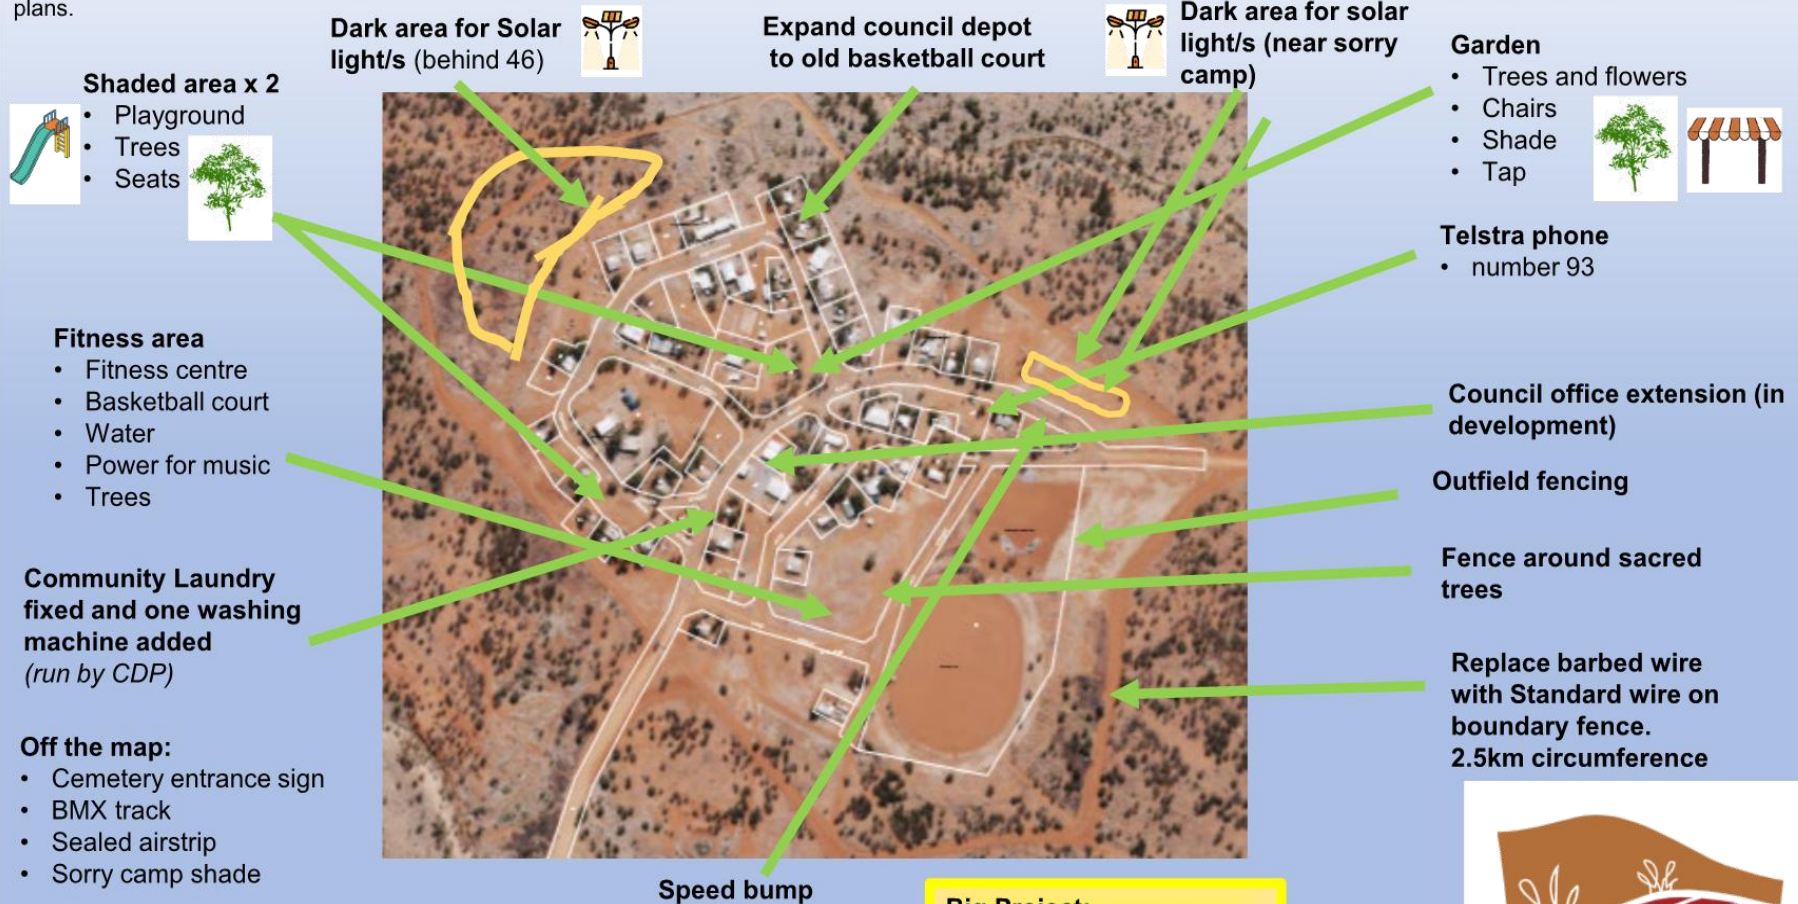 plans.
Dark area for Solar
light/s (behind 46)
Expand council depot
to old basketball court
Dark area for solar
light/s (near sorry
camp)
Garden
• Trees and flowers
• Chairs
• Shade
• Tap
Shaded area x 2
• Playground
• Trees
• Seats
Telstra phone
• number 93
Fitness area
• Fitness centre
• Basketball court
• Water
• Power for music
• Trees
Council office extension (in
development)
Outfield fencing
Fence around sacred
trees
Community Laundry
fixed and one washing
machine added
(run by CDP)
Replace barbed wire
with Standard wire on
boundary fence.
2.5km circumference
Off the map:
• Cemetery entrance sign
• BMX track
• Sealed airstrip
• Sorry camp shade
Speed bump
Big Project: